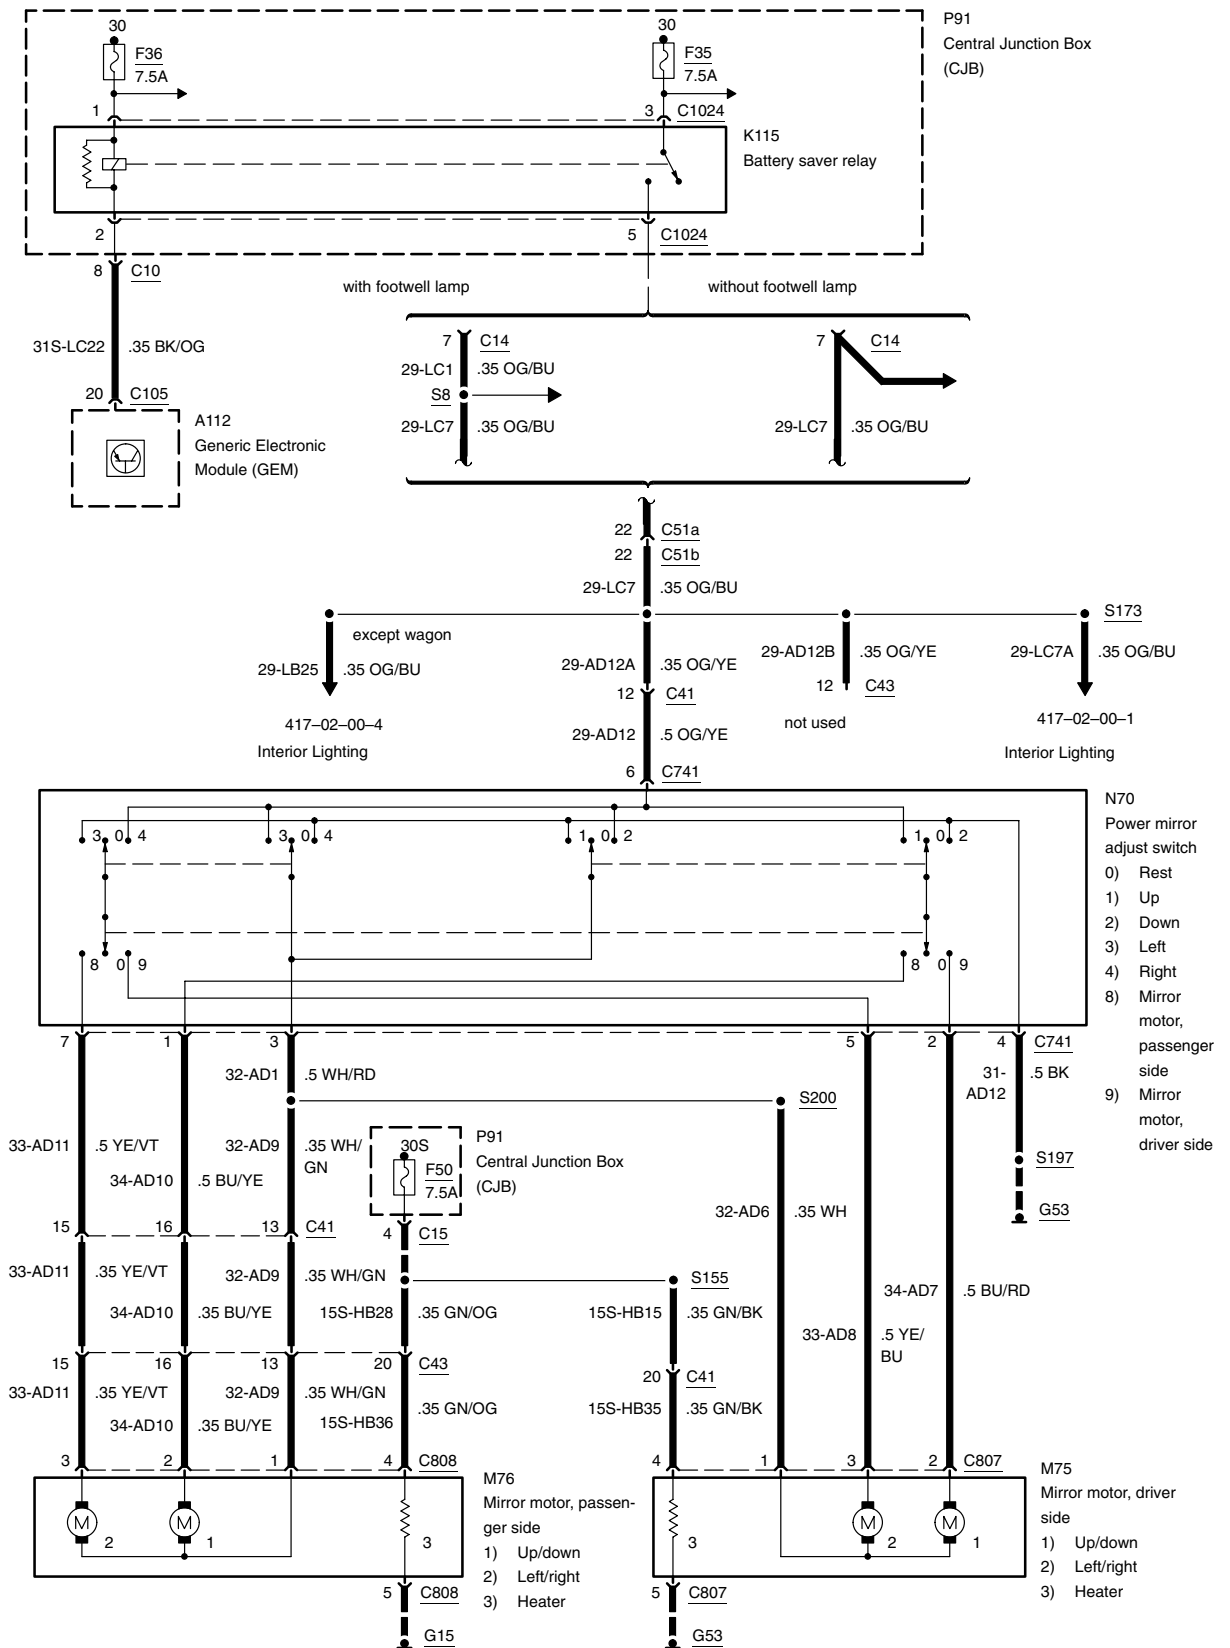 P91
Central Junction Box
(CJB)
30
F36
7.5A
30
F35
7.5A
1
3
C1024
K115
Battery saver relay
2
5
C1024
8
C10
with footwell lamp
without footwell lamp
31S-LC22
.35 BK/OG
7
C14
29-LC1
.35 OG/BU
S8
29-LC7
.35 OG/BU
7
C14
29-LC7
.35 OG/BU
20
C105
A112
Generic Electronic
Module (GEM)
22
C51a
22
C51b
29-LC7
.35 OG/BU
S173
except wagon
29-LB25
.35 OG/BU
29-AD12A
.35 OG/YE
29-AD12B
.35 OG/YE
29-LC7A
.35 OG/BU
12
C41
12
C43
417–02–00–4
Interior Lighting
29-AD12
.5 OG/YE
not used
417–02–00–1
Interior Lighting
6
C741
N70
Power mirror
adjust switch
0) Rest
1) Up
2) Down
3) Left
4) Right
8) Mirror
motor,
passenger
side
9) Mirror
motor,
driver side
3 0 4
3 0 4
1 0 2
1 0 2
8 0 9
8 0 9
7
1
3
5
2
4
C741
32-AD1
.5 WH/RD
31-
AD12
.5 BK
S200
33-AD11
.5 YE/VT
34-AD10
.5 BU/YE
32-AD9
.35 WH/
GN
30S
F50
7.5A
P91
Central Junction Box
(CJB)
S197
G53
32-AD6
.35 WH
15
16
13
C41
4
C15
33-AD11
.35 YE/VT
34-AD10
.35 BU/YE
32-AD9
.35 WH/GN
15S-HB28
.35 GN/OG
S155
15S-HB15
.35 GN/BK
34-AD7
.5 BU/RD
33-AD8
.5 YE/
BU
15
16
13
20
C43
20
C41
33-AD11
.35 YE/VT
34-AD10
.35 BU/YE
32-AD9
.35 WH/GN
15S-HB36
.35 GN/OG
15S-HB35
.35 GN/BK
3
2
1
4
C808
4
1
3
2
C807
M76
Mirror motor, passen-
ger side
1) Up/down
2) Left/right
3) Heater
M
2
M
1
3
3
M
2
M
1
M75
Mirror motor, driver
side
1) Up/down
2) Left/right
3) Heater
5
C808
G15
5
C807
G53